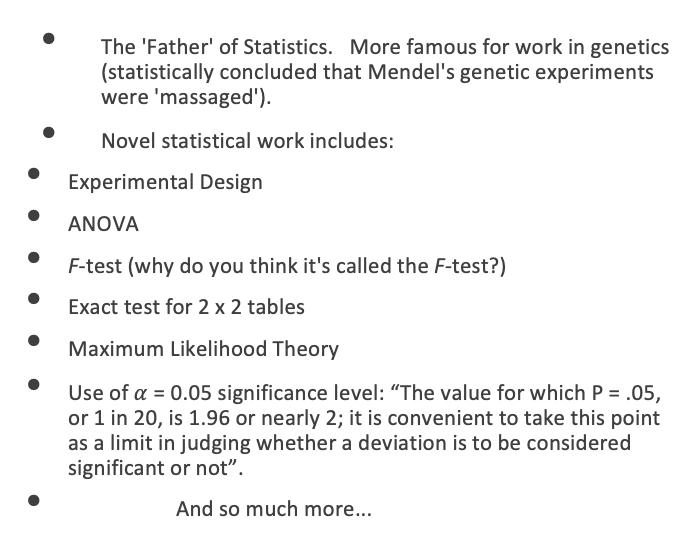 The 'Father' of Statistics.   More famous for work in genetics
(statistically concluded that Mendel's genetic experiments
were 'massaged').
Novel statistical work includes:
Experimental Design
ANOVA
F-test (why do you think it's called the F-test?)
Exact test for 2 x 2 tables
Maximum Likelihood Theory
Use of α = 0.05 significance level: “The value for which P = .05,
or 1 in 20, is 1.96 or nearly 2; it is convenient to take this point
as a limit in judging whether a deviation is to be considered
significant or not”.
And so much more...